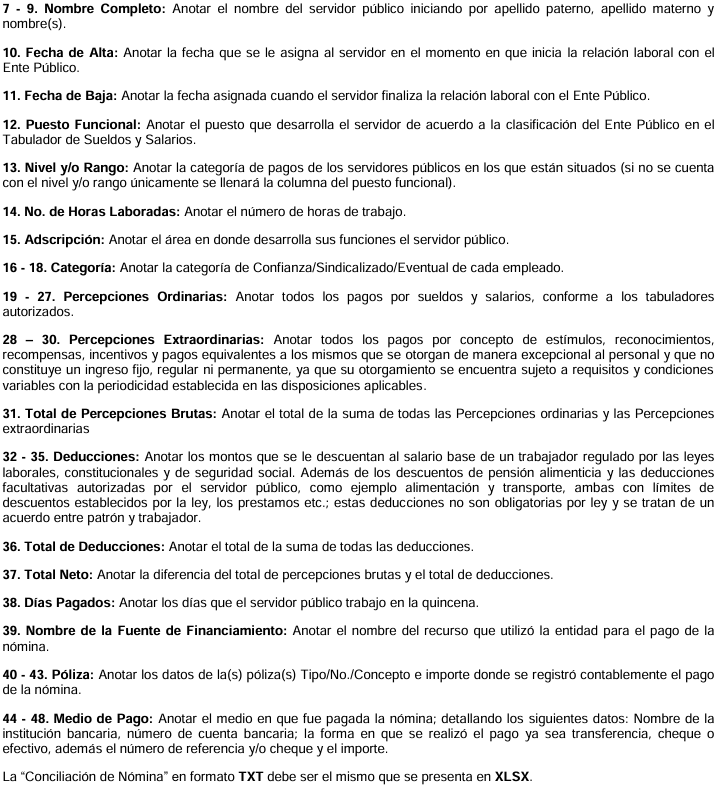 7 - 9. Nombre Completo: Anotar el nombre del servidor público iniciando por apellido paterno, apellido materno y
nombre(s).
10. Fecha de Alta: Anotar la fecha que se le asigna al servidor en el momento en que inicia la relación laboral con el
Ente Público.
11. Fecha de Baja: Anotar la fecha asignada cuando el servidor finaliza la relación laboral con el Ente Público.
12. Puesto Funcional: Anotar el puesto que desarrolla el servidor de acuerdo a la clasificación del Ente Público en el
Tabulador de Sueldos y Salarios.
13. Nivel y/o Rango: Anotar la categoría de pagos de los servidores públicos en los que están situados (si no se cuenta
con el nivel y/o rango únicamente se llenará la columna del puesto funcional).
14. No. de Horas Laboradas: Anotar el número de horas de trabajo.
15. Adscripción: Anotar el área en donde desarrolla sus funciones el servidor público.
16 - 18. Categoría: Anotar la categoría de Confianza/Sindicalizado/Eventual de cada empleado.
19 - 27. Percepciones Ordinarias: Anotar todos los pagos por sueldos y salarios, conforme a los tabuladores
autorizados.
28 – 30. Percepciones Extraordinarias: Anotar todos los pagos por concepto de estímulos, reconocimientos,
recompensas, incentivos y pagos equivalentes a los mismos que se otorgan de manera excepcional al personal y que no
constituye un ingreso fijo, regular ni permanente, ya que su otorgamiento se encuentra sujeto a requisitos y condiciones
variables con la periodicidad establecida en las disposiciones aplicables.
31. Total de Percepciones Brutas: Anotar el total de la suma de todas las Percepciones ordinarias y las Percepciones
extraordinarias
32 - 35. Deducciones: Anotar los montos que se le descuentan al salario base de un trabajador regulado por las leyes
laborales, constitucionales y de seguridad social. Además de los descuentos de pensión alimenticia y las deducciones
facultativas autorizadas por el servidor público, como ejemplo alimentación y transporte, ambas con límites de
descuentos establecidos por la ley, los prestamos etc.; estas deducciones no son obligatorias por ley y se tratan de un
acuerdo entre patrón y trabajador.
36. Total de Deducciones: Anotar el total de la suma de todas las deducciones.
37. Total Neto: Anotar la diferencia del total de percepciones brutas y el total de deducciones.
38. Días Pagados: Anotar los días que el servidor público trabajo en la quincena.
39. Nombre de la Fuente de Financiamiento: Anotar el nombre del recurso que utilizó la entidad para el pago de la
nómina.
40 - 43. Póliza: Anotar los datos de la(s) póliza(s) Tipo/No./Concepto e importe donde se registró contablemente el pago
de la nómina.
44 - 48. Medio de Pago: Anotar el medio en que fue pagada la nómina; detallando los siguientes datos: Nombre de la
institución bancaria, número de cuenta bancaria; la forma en que se realizó el pago ya sea transferencia, cheque o
efectivo, además el número de referencia y/o cheque y el importe.
La “Conciliación de Nómina” en formato TXT debe ser el mismo que se presenta en XLSX.